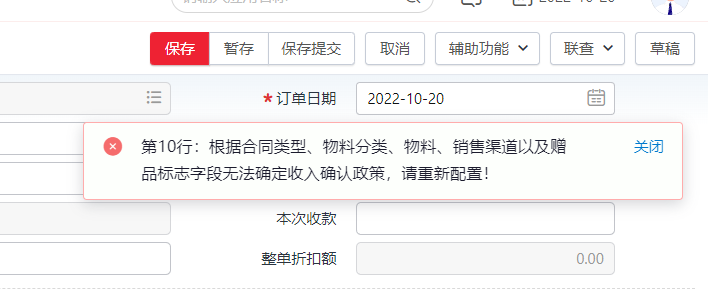 2022-10-20
保存 暂存 保存提交 取消 辅助功能 联查 草稿
* 订单日期 2022-10-20
第10行：根据合同类型、物料分类、物料、销售渠道以及赠 关闭
品标志字段无法确定收入确认政策，请重新配置！
本次收款
整单折扣额 0.00